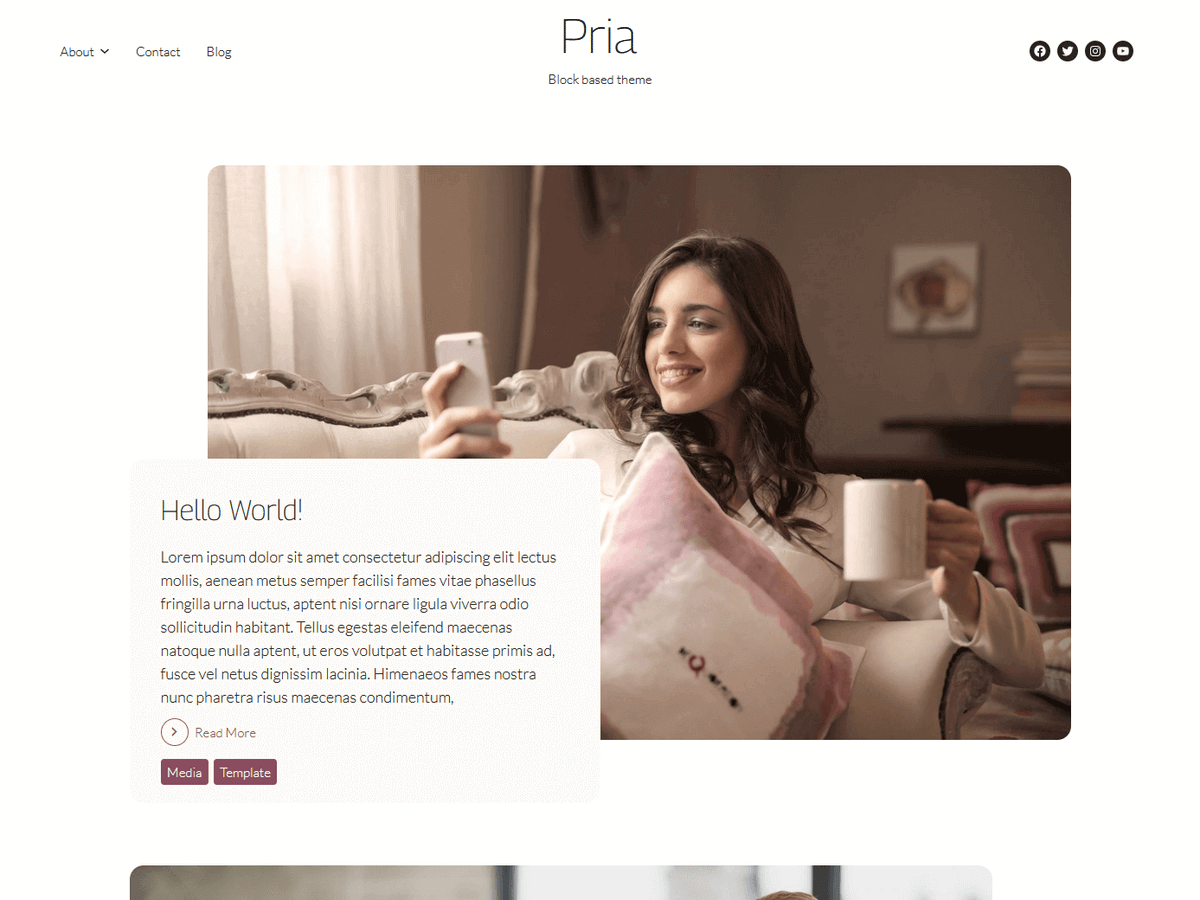 About
Contact
Blog
Pria
Block based theme
Hello World!
Lorem ipsum dolor sit amet consectetur adipiscing elit lectus
mollis, aenean metus semper facilisi fames vitae phasellus
fringilla urna luctus, aptent nisi ornare ligula viverra odio
sollicitudin habitant. Tellus egestas eleifend maecenas
natoque nulla aptent, ut eros volutpat et habitasse primis ad,
fusce vel netus dignissim lacinia. Himenaeos fames nostra
nunc pharetra risus maecenas condimentum,
Read More
Media
Template